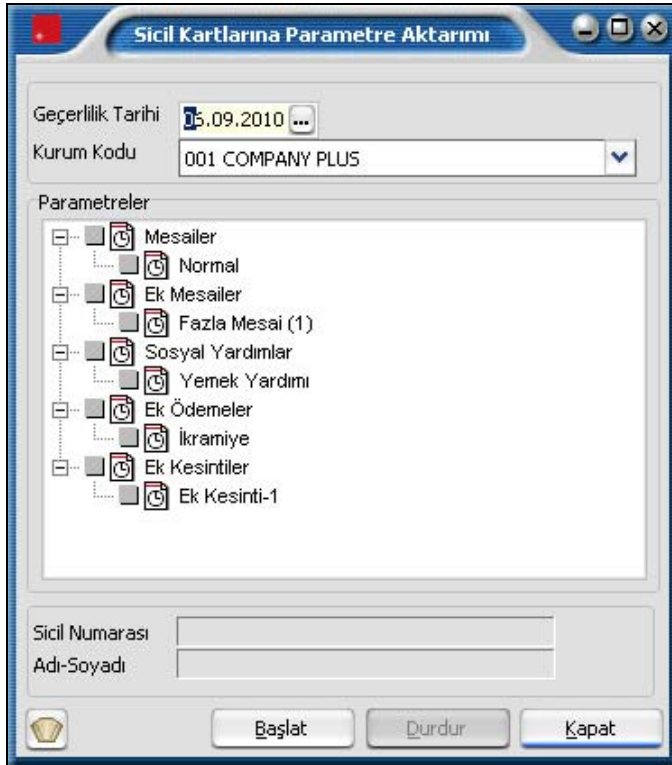 Sicil Kartlarına Parametre Aktarımı
Geçerlilik Tarihi 06.09.2010 ...
Kurum Kodu 001 COMPANY PLUS
Parametreler
Mesailer
Normal
Ek Mesailer
Fazla Mesai (1)
Sosyal Yardımlar
Yemek Yardımı
Ek Ödemeler
İkramiye
Ek Kesintiler
Ek Kesinti-1
Sicil Numarası
Adı-Soyadı
Başlat Durdur Kapat